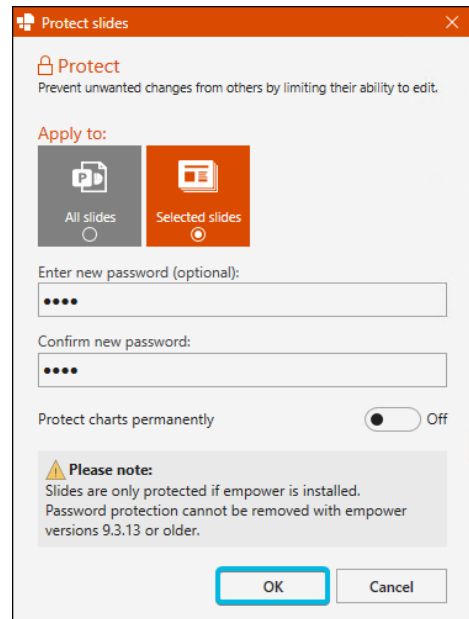 Protect slides
Protect
Prevent unwanted changes from others by limiting their ability to edit.
Apply to:
All slides
Selected slides
Enter new password (optional):
••••
Confirm new password:
••••
Protect charts permanently
Off
Please note:
Slides are only protected if empower is installed.
Password protection cannot be removed with empower
versions 9.3.13 or older.
OK
Cancel